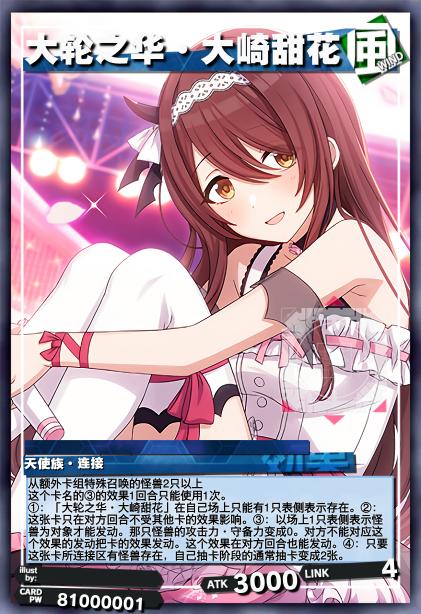 大轮之华・大崎甜花
風
WIND
天使族・连接
从额外卡组特殊召唤的怪兽2只以上
这个卡名的③的效果1回合只能使用1次。
①：「大轮之华・大崎甜花」在自己场上只能有1只表侧表示存在。②：
这张卡只在对方回合不受其他卡的效果影响。③：以场上1只表侧表示怪
兽为对象才能发动。那只怪兽的攻击力・守备力变成0。对方不能对应这
个效果的发动把卡的效果发动。这个效果在对方回合也能发动。④：只要
这张卡所连接区有怪兽存在，自己抽卡阶段的通常抽卡变成2张。
illust by:
ATK 3000 LINK 4
CARD PW 81000001